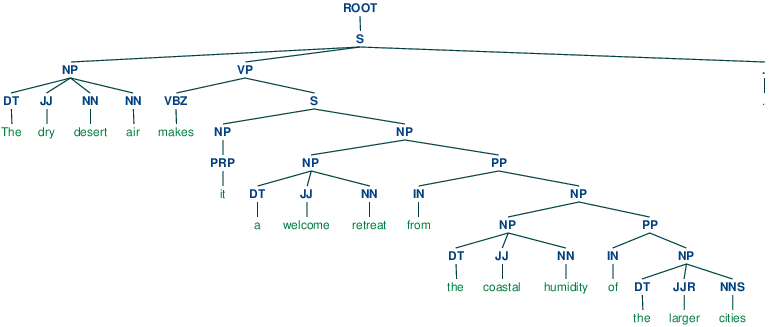 ROOT
S
NP VP .
DT JJ NN NN VBZ S
The dry desert air makes NP NP
PRP NP PP
it DT JJ NN IN NP
a welcome retreat from NP PP
DT JJ NN IN NP
the coastal humidity of DT JJR NNS
the larger cities